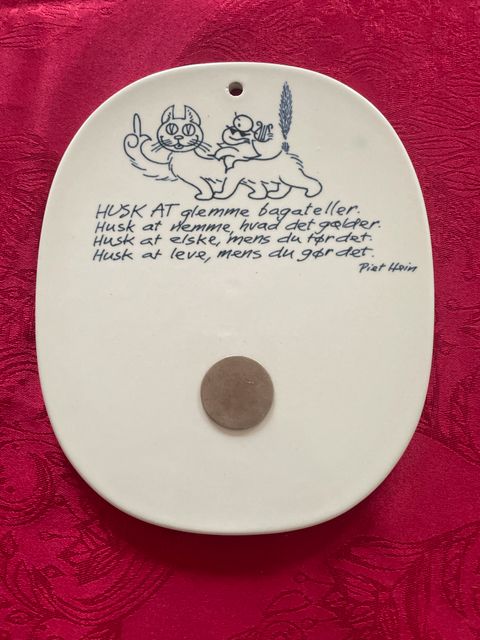 HUSK AT glemme bagateller.
Husk at nemme, hvad det gælder.
Husk at elske, mens du tør det.
Husk at leve, mens du gør det.
Piet Hein